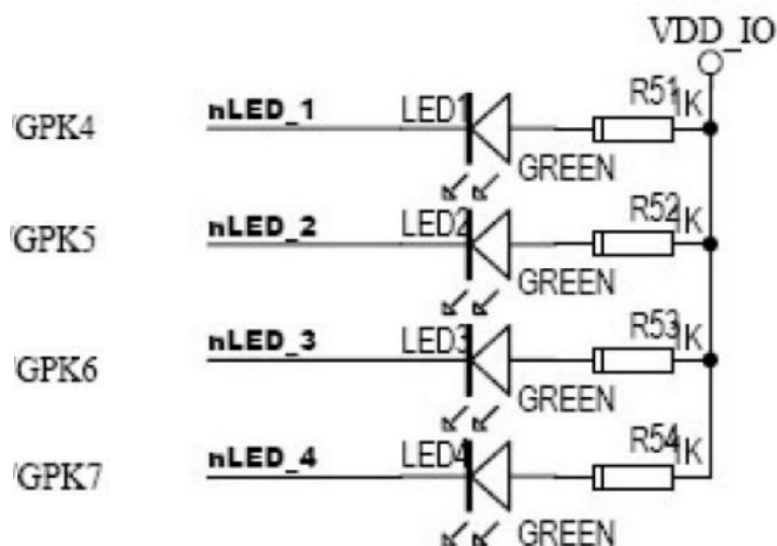 VDD_IO
/GPK4 nLED_1 LED1 GREEN R51 1K
/GPK5 nLED_2 LED2 GREEN R52 1K
/GPK6 nLED_3 LED3 GREEN R53 1K
/GPK7 nLED_4 LED4 GREEN R54 1K